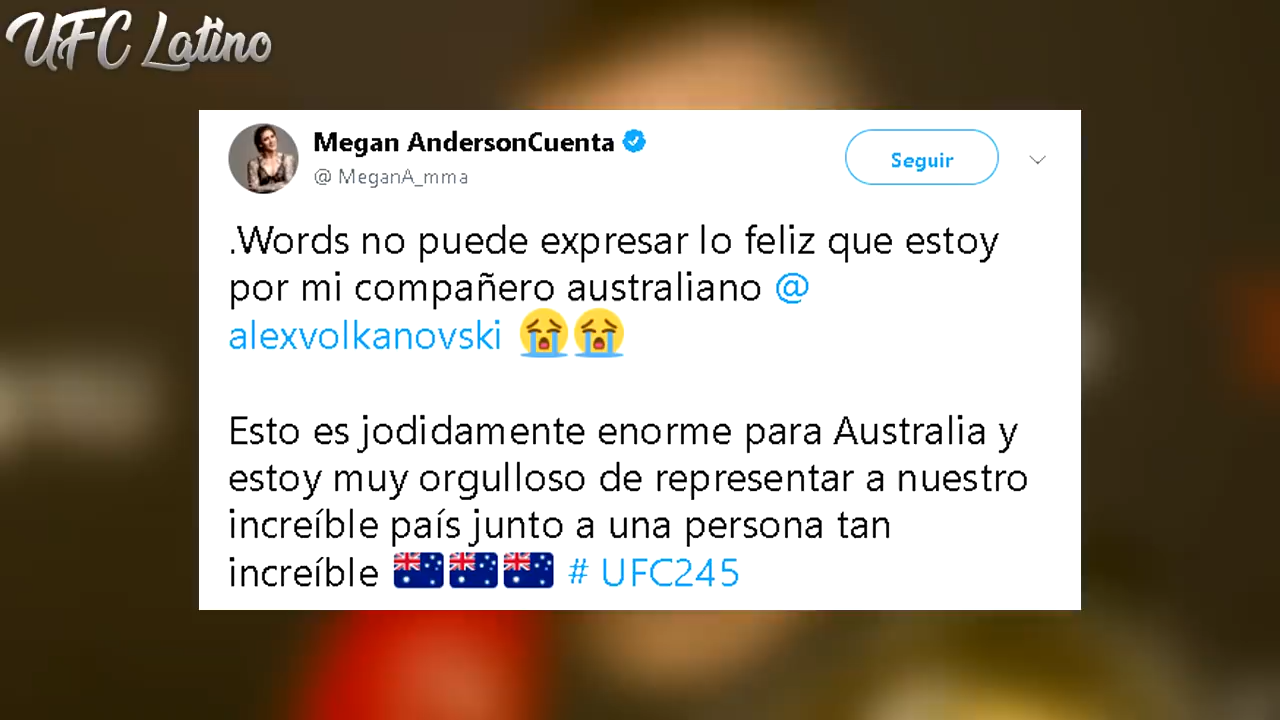 UFC Latino
Megan AndersonCuenta
@ MeganA_mma
Seguir
.Words no puede expresar lo feliz que estoy
por mi compañero australiano @
alexvolkanovski 😭😭
Esto es jodidamente enorme para Australia y
estoy muy orgulloso de representar a nuestro
increíble país junto a una persona tan
increíble 🇦🇺🇦🇺🇦🇺 # UFC245